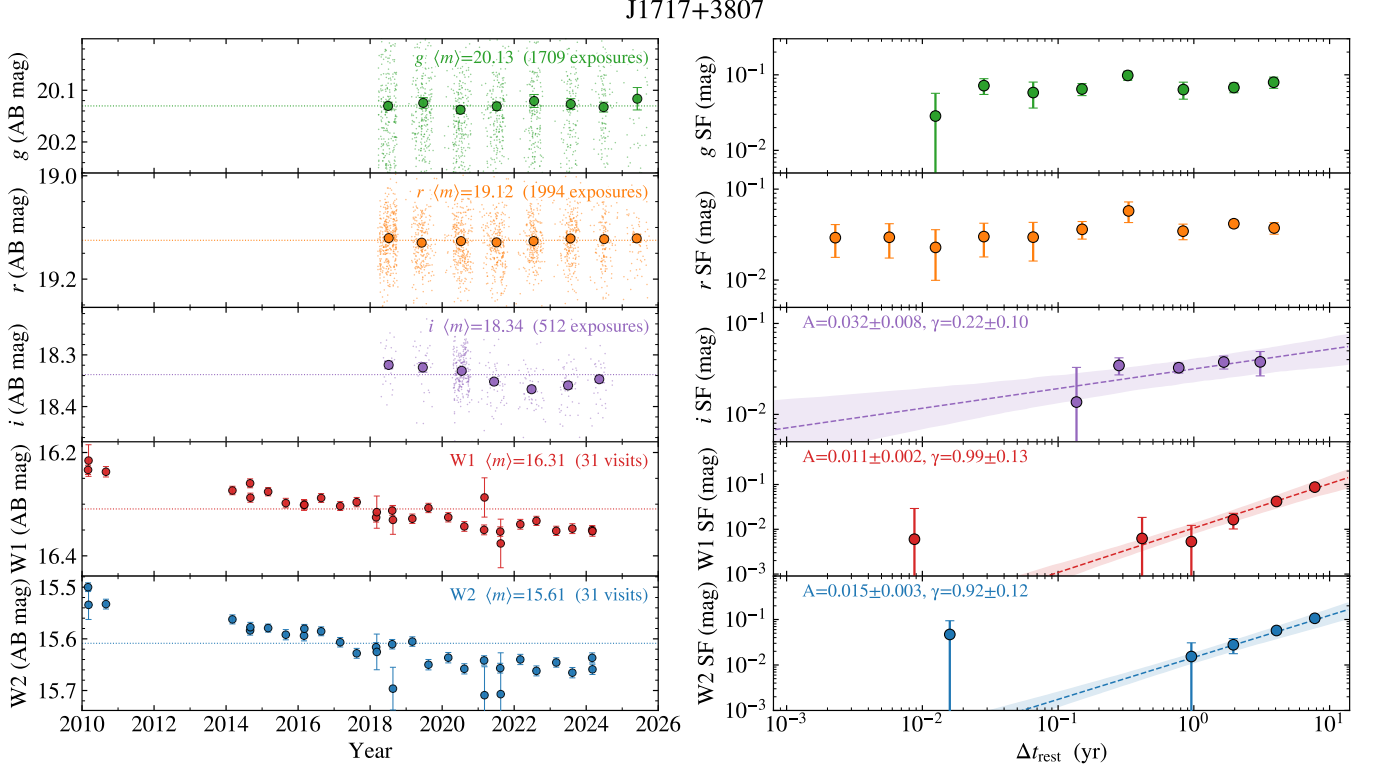 J1717+3807
g ⟨m⟩=20.13 (1709 exposures)
20.1
20.2
g (AB mag)
r ⟨m⟩=19.12 (1994 exposures)
19.0
19.2
r (AB mag)
i ⟨m⟩=18.34 (512 exposures)
18.3
18.4
i (AB mag)
W1 ⟨m⟩=16.31 (31 visits)
16.2
16.4
W1 (AB mag)
W2 ⟨m⟩=15.61 (31 visits)
15.5
15.6
15.7
W2 (AB mag)
2010 2012 2014 2016 2018 2020 2022 2024 2026
Year
10⁻¹
10⁻²
g SF (mag)
10⁻¹
10⁻²
r SF (mag)
A=0.032±0.008, γ=0.22±0.10
10⁻¹
10⁻²
i SF (mag)
A=0.011±0.002, γ=0.99±0.13
10⁻¹
10⁻²
10⁻³
W1 SF (mag)
A=0.015±0.003, γ=0.92±0.12
10⁻¹
10⁻²
10⁻³
W2 SF (mag)
10⁻³ 10⁻² 10⁻¹ 10⁰ 10¹
Δt_rest (yr)